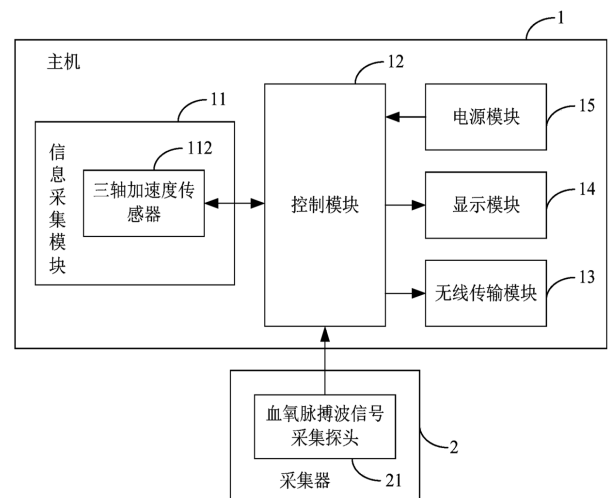 1
主机
12
11
电源模块
15
信息采集模块
112
三轴加速度传
感器
控制模块
显示模块
14
无线传输模块
13
血氧脉搏波信号
采集探头
2
采集器
21